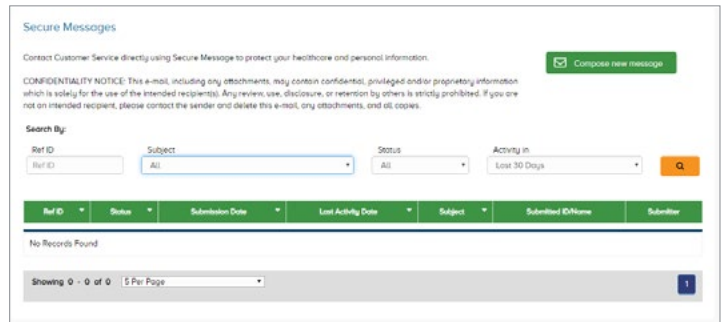 Secure Messages
Contact Customer Service directly using Secure Message to protect your healthcare and personal information.
Compose new message
CONFIDENTIALITY NOTICE: This e-mail, including any attachments, may contain confidential, privileged and/or proprietary information
which is solely for the use of the intended recipient(s). Any review, use, disclosure, or retention by others is strictly prohibited. If you are
not an intended recipient, please contact the sender and delete this e-mail, any attachments, and all copies.
Search By:
Ref ID Subject Status Activity in
Ref ID All All Last 30 Days
Ref ID Status Submission Date Last Activity Date Subject Submitted ID/Name Submitter
No Records Found
Showing 0 - 0 of 0 5 Per Page 1